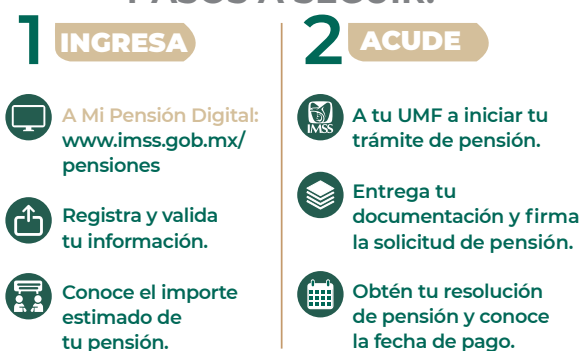 PASOS A SEGUIR:
1 INGRESA
A Mi Pensión Digital:
www.imss.gob.mx/
pensiones
Registra y valida
tu información.
Conoce el importe
estimado de
tu pensión.
2 ACUDE
IMSS
A tu UMF a iniciar tu
trámite de pensión.
Entrega tu
documentación y firma
la solicitud de pensión.
Obtén tu resolución
de pensión y conoce
la fecha de pago.